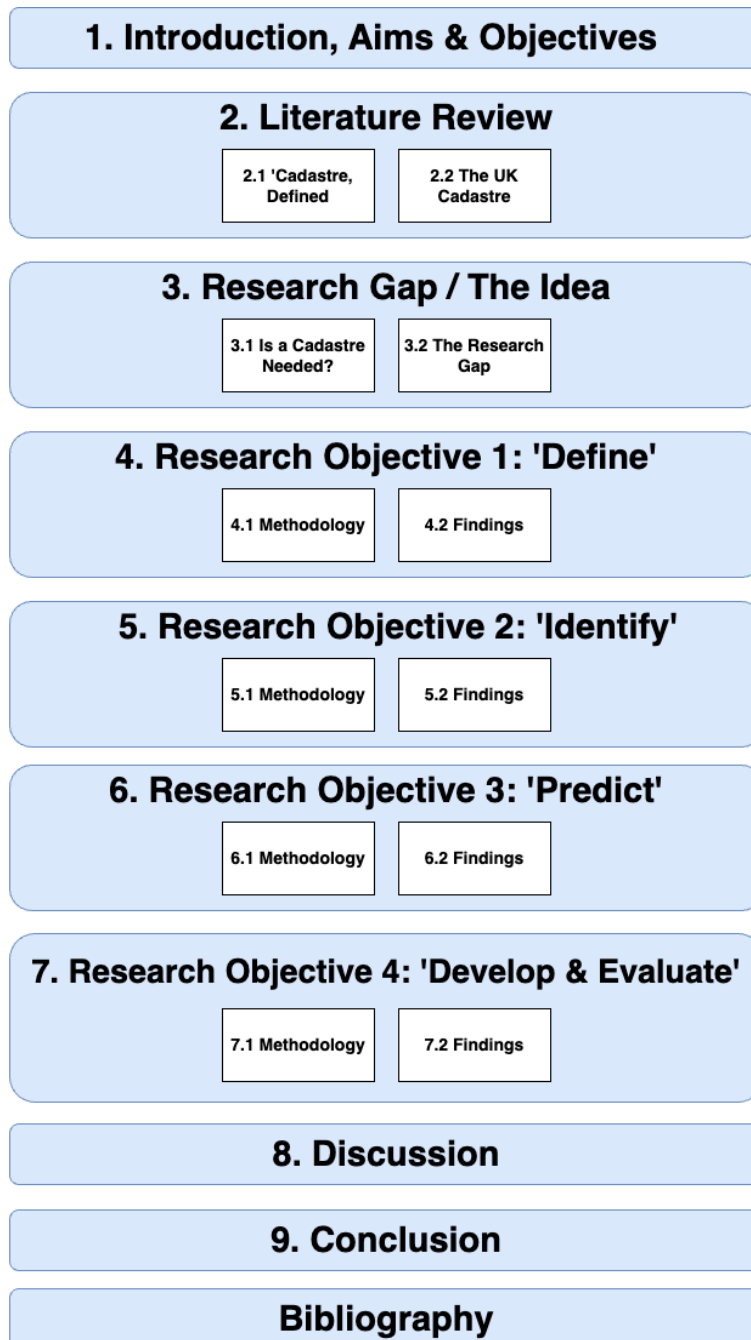 1. Introduction, Aims & Objectives
2. Literature Review
2.1 'Cadastre,
Defined
2.2 The UK
Cadastre
3. Research Gap / The Idea
3.1 Is a Cadastre
Needed?
3.2 The Research
Gap
4. Research Objective 1: 'Define'
4.1 Methodology
4.2 Findings
5. Research Objective 2: 'Identify'
5.1 Methodology
5.2 Findings
6. Research Objective 3: 'Predict'
6.1 Methodology
6.2 Findings
7. Research Objective 4: 'Develop & Evaluate'
7.1 Methodology
7.2 Findings
8. Discussion
9. Conclusion
Bibliography